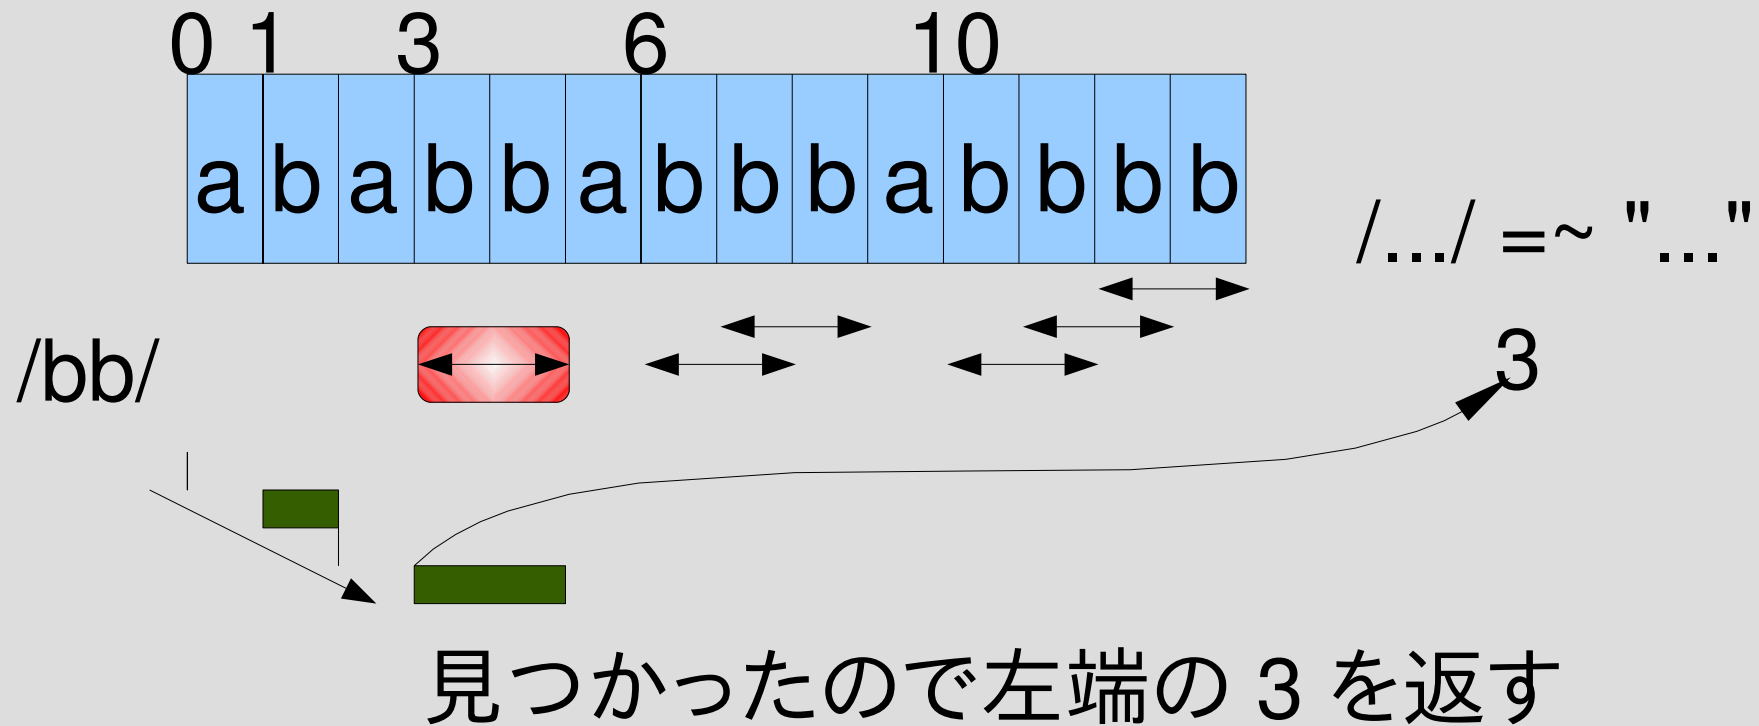 0 1 3 6 10
a b a b b a b b b a b b b b
/.../ =~ "..."
/bb/
3
見つかったので左端の 3 を返す